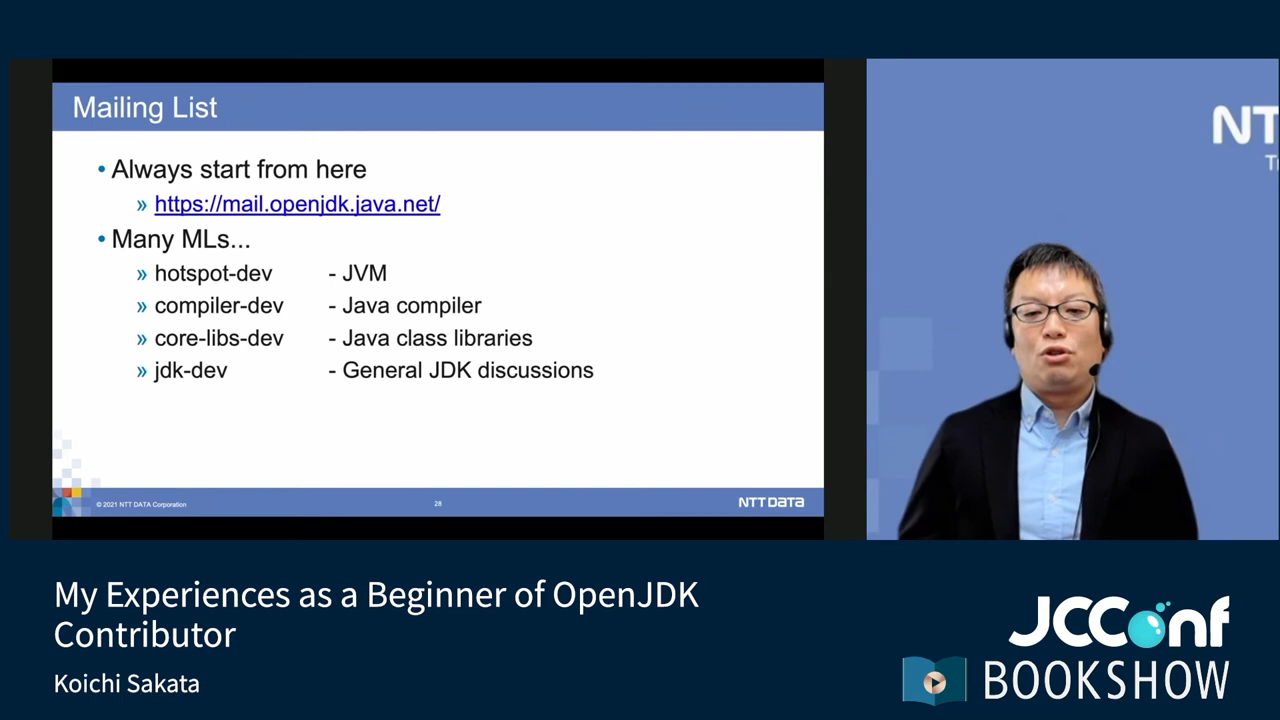 Mailing List
• Always start from here
» https://mail.openjdk.java.net/
• Many MLs...
» hotspot-dev - JVM
» compiler-dev - Java compiler
» core-libs-dev - Java class libraries
» jdk-dev - General JDK discussions
© 2021 NTT DATA Corporation
28
NTT DATA
NT
T
My Experiences as a Beginner of OpenJDK
Contributor
Koichi Sakata
JCConf
BOOKSHOW